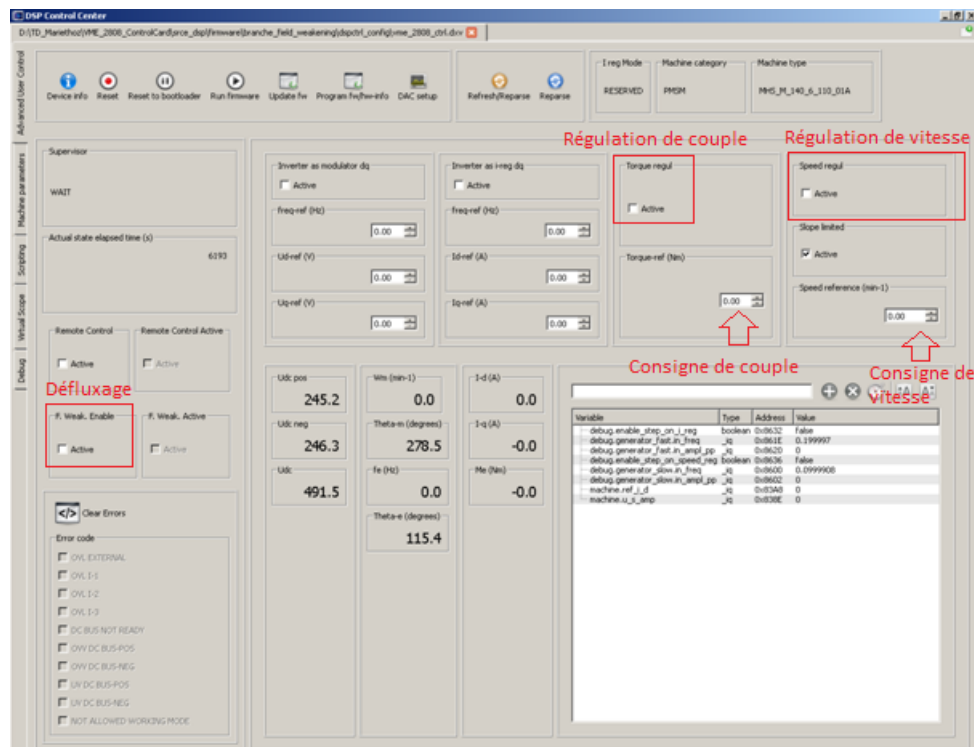 DSP Control Center
D:\TD_Mariethoz\VME_2808_ControlCard\srce_dsp\firmware\branche_field_weakening\dspctrl_config\vme_2808_ctrl.dvv
Advanced User Control
Machine parameters
Scripting
Virtual Scope
Debug
Device info
Reset
Reset to bootloader
Run firmware
Update fw
Program fw/hw-info
DAC setup
Refresh/Reparse
Reparse
I reg Mode
RESERVED
Machine category
PMSM
Machine type
MHS_M_140_6_110_01A
Régulation de couple
Régulation de vitesse
Supervisor
WAIT
Actual state elapsed time (s)
6193
Inverter as modulator dq
Active
freq-ref (Hz)
0.00
Ud-ref (V)
0.00
Uq-ref (V)
0.00
Inverter as i-reg dq
Active
freq-ref (Hz)
0.00
Id-ref (A)
0.00
Iq-ref (A)
0.00
Torque regul
Active
Torque-ref (Nm)
0.00
Consigne de couple
Speed regul
Active
Slope limited
Active
Speed reference (min-1)
0.00
Consigne de
vitesse
Remote Control
Active
Remote Control Active
Active
Défluxage
F. Weak. Enable
Active
F. Weak. Active
Active
Clear Errors
Error code
OVL EXTERNAL
OVL I-1
OVL I-2
OVL I-3
DC BUS NOT READY
OVV DC BUS-POS
OVV DC BUS-NEG
UV DC BUS-POS
UV DC BUS-NEG
NOT ALLOWED WORKING MODE
Udc pos
245.2
Udc neg
246.3
Udc
491.5
Wm (min-1)
0.0
Theta-m (degrees)
278.5
fe (Hz)
0.0
Theta-e (degrees)
115.4
I-d (A)
0.0
I-q (A)
-0.0
Me (Nm)
-0.0
Variable Type Address Value
debug.enable_step_on_i_reg boolean 0x8632 false
debug.generator_fast.in_freq _iq 0x861E 0.199997
debug.generator_fast.in_ampl_pp _iq 0x8620 0
debug.enable_step_on_speed_reg boolean 0x8636 false
debug.generator_slow.in_freq _iq 0x8600 0.0999908
debug.generator_slow.in_ampl_pp _iq 0x8602 0
machine.ref_i_d _iq 0x83A8 0
machine.u_s_amp _iq 0x838E 0